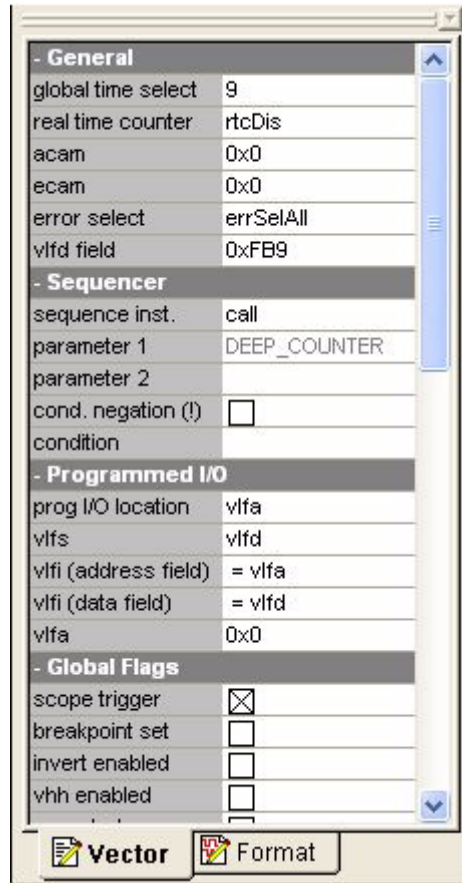 - General
global time select 9
real time counter rtcDis
acam 0x0
ecam 0x0
error select errSelAll
vlfd field 0xFB9
- Sequencer
sequence inst. call
parameter 1 DEEP_COUNTER
parameter 2
cond. negation (!)
condition
- Programmed I/O
prog I/O location vlfa
vlfs vlfd
vlfi (address field) = vlfa
vlfi (data field) = vlfd
vlfa 0x0
- Global Flags
scope trigger
breakpoint set
invert enabled
vhh enabled
Vector Format